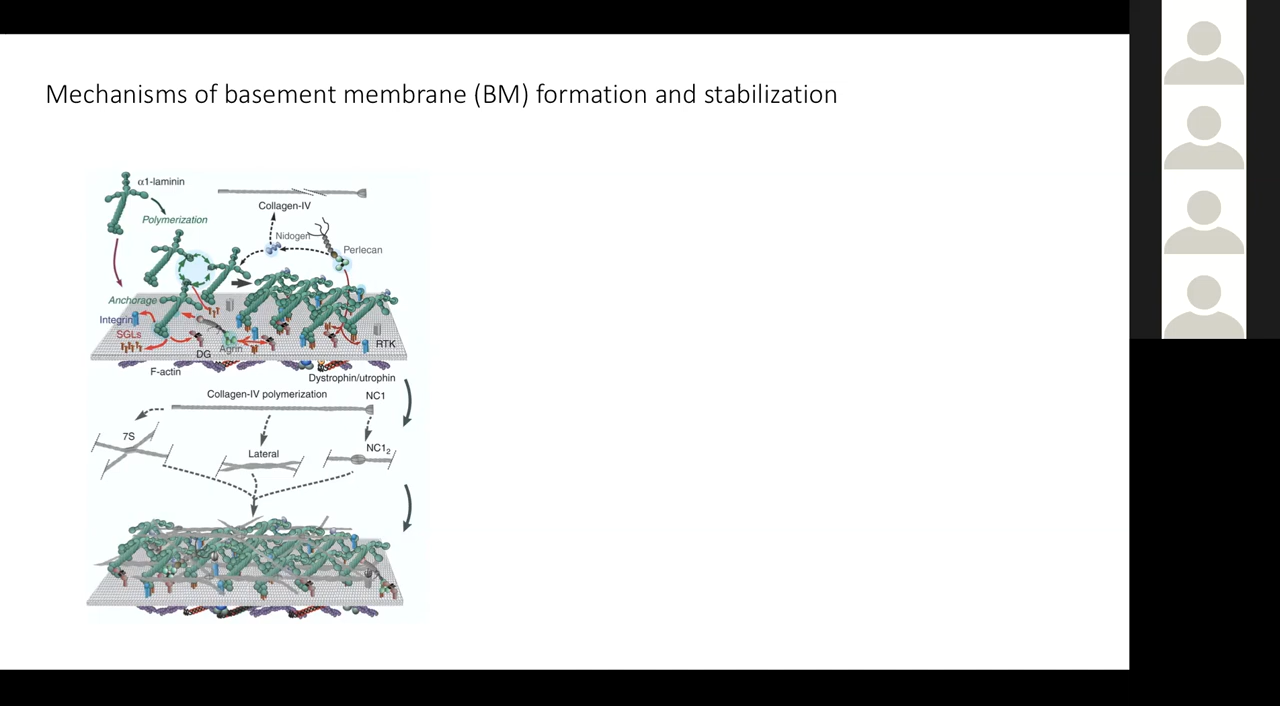 Mechanisms of basement membrane (BM) formation and stabilization
α1-laminin
Polymerization
Collagen-IV
Nidogen
Perlecan
Anchorage
Integrin
SGLs
DG
Agrin
RTK
F-actin
Dystrophin/utrophin
Collagen-IV polymerization
NC1
7S
Lateral
NC1₂